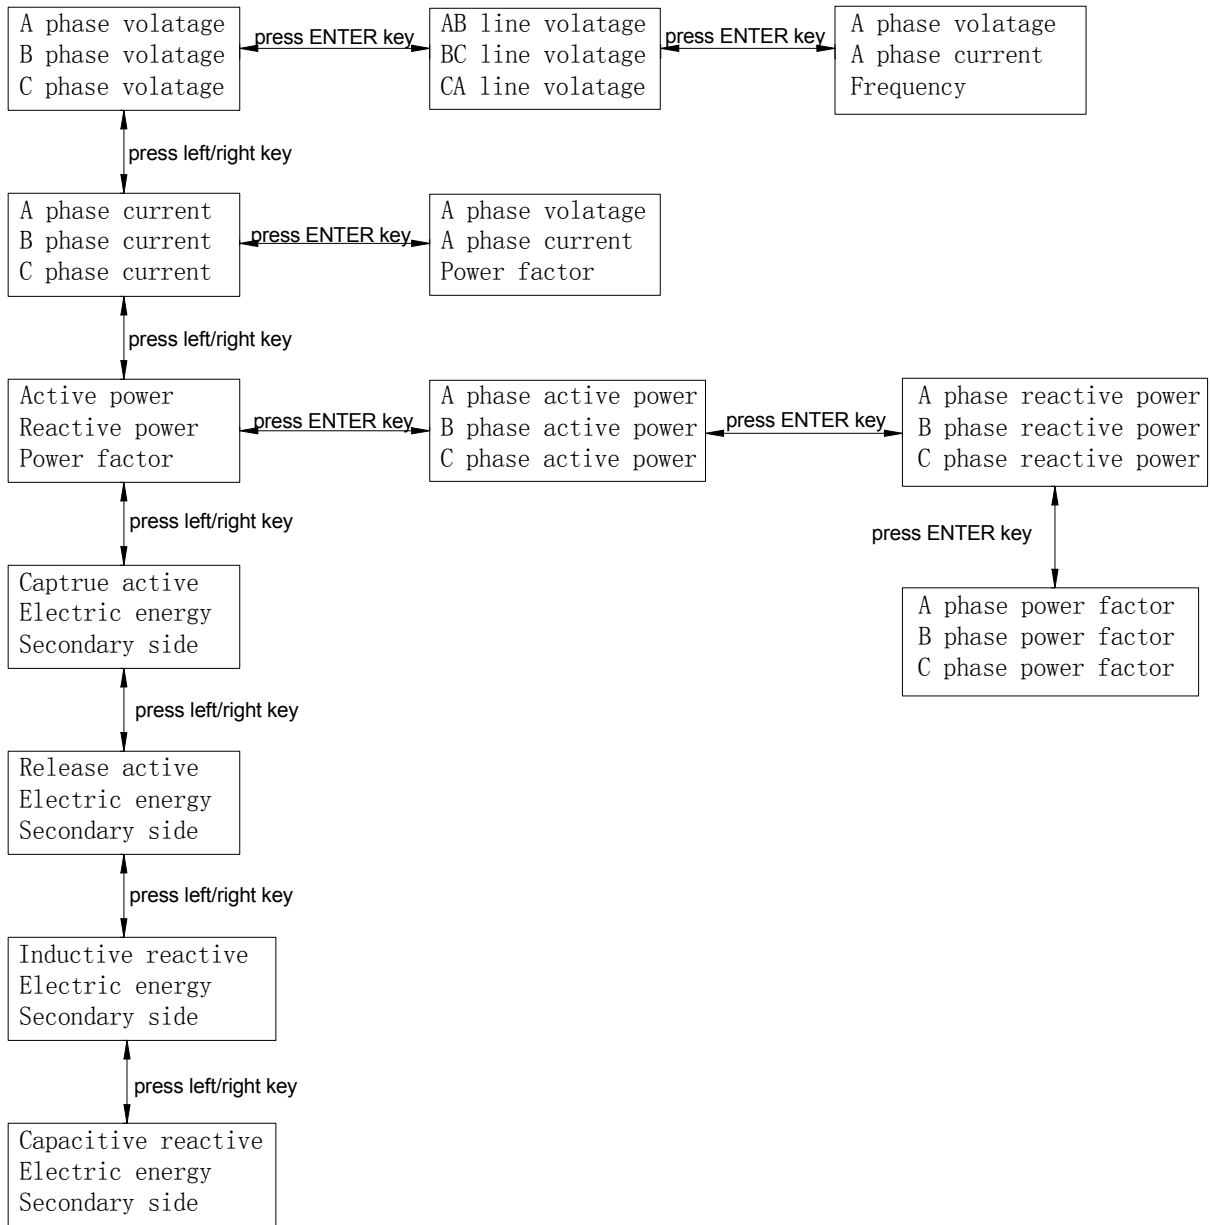 A phase volatage
B phase volatage
C phase volatage
press ENTER key
AB line volatage
BC line volatage
CA line volatage
press ENTER key
A phase volatage
A phase current
Frequency
press left/right key
A phase current
B phase current
C phase current
press ENTER key
A phase volatage
A phase current
Power factor
press left/right key
Active power
Reactive power
Power factor
press ENTER key
A phase active power
B phase active power
C phase active power
press ENTER key
A phase reactive power
B phase reactive power
C phase reactive power
press left/right key
press ENTER key
Captrue active
Electric energy
Secondary side
A phase power factor
B phase power factor
C phase power factor
press left/right key
Release active
Electric energy
Secondary side
press left/right key
Inductive reactive
Electric energy
Secondary side
press left/right key
Capacitive reactive
Electric energy
Secondary side